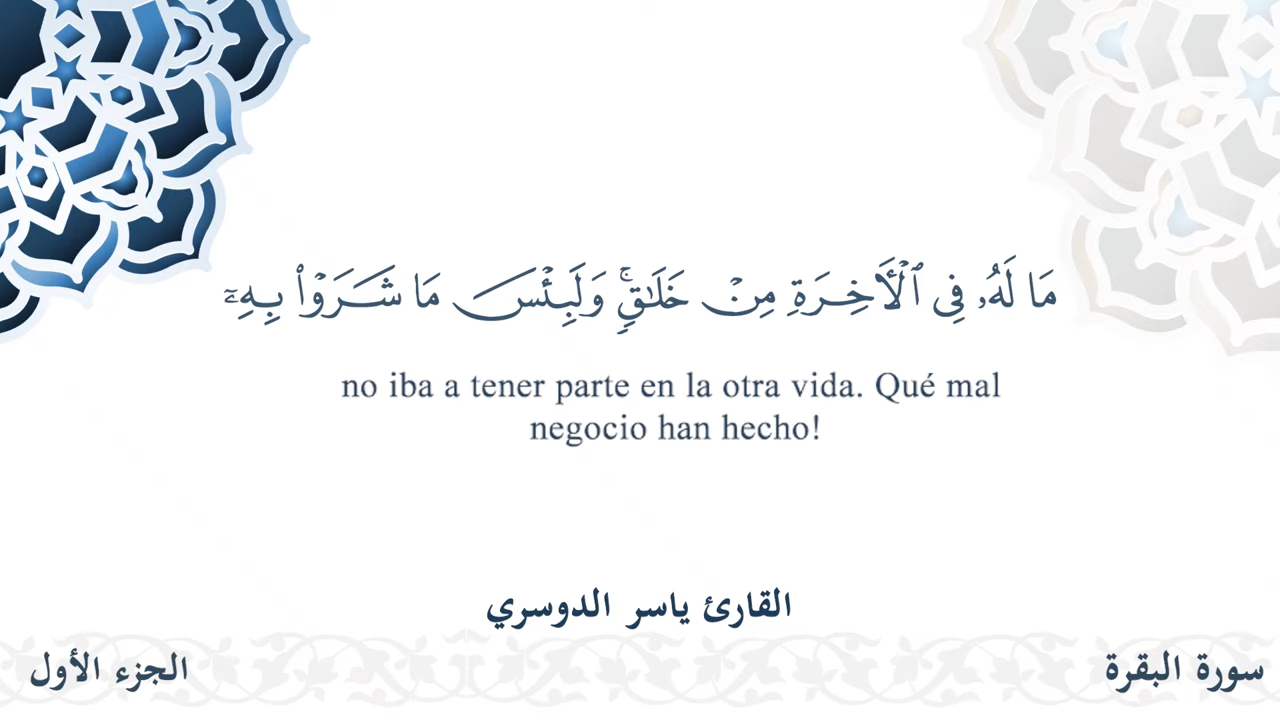 مَا لَهُۥ فِى ٱلْـَٔاخِرَةِ مِنْ خَلَـٰقٍۢ ۚ وَلَبِئْسَ مَا شَرَوْا۟ بِهِۦٓ
no iba a tener parte en la otra vida. Qué mal
negocio han hecho!
القارئ ياسر الدوسري
سورة البقرة
الجزء الأول